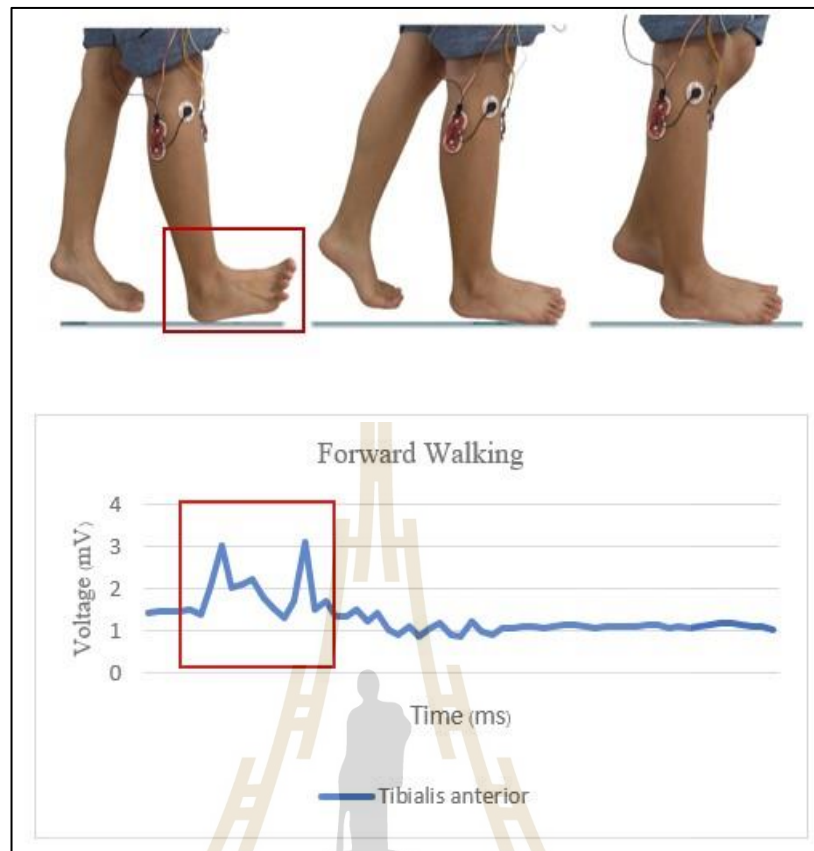 Forward Walking
4
3
2
1
0
Voltage (mV)
Time (ms)
Tibialis anterior